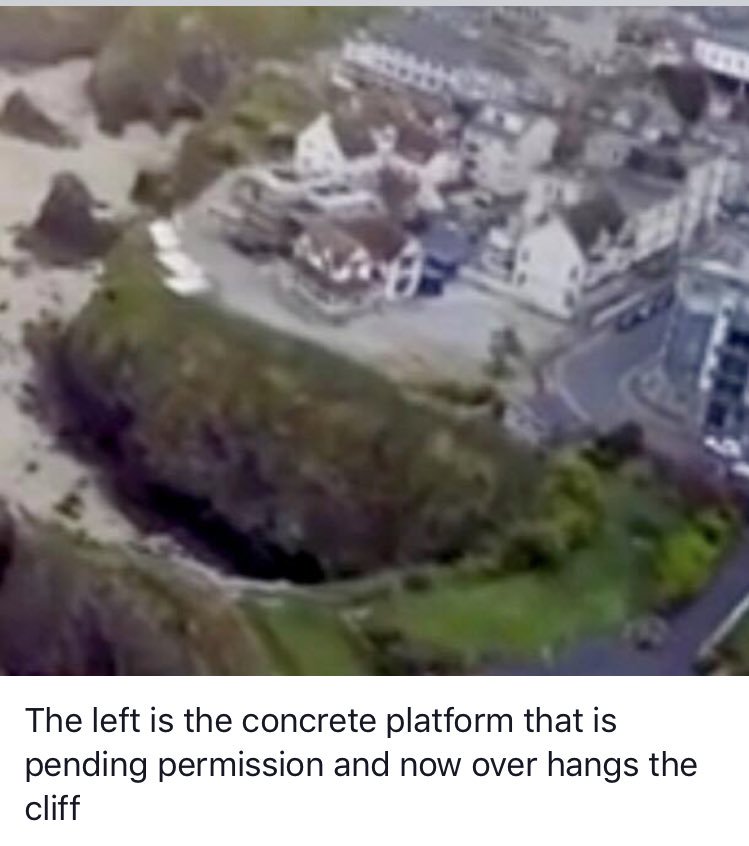 The left is the concrete platform that is
pending permission and now over hangs the
cliff